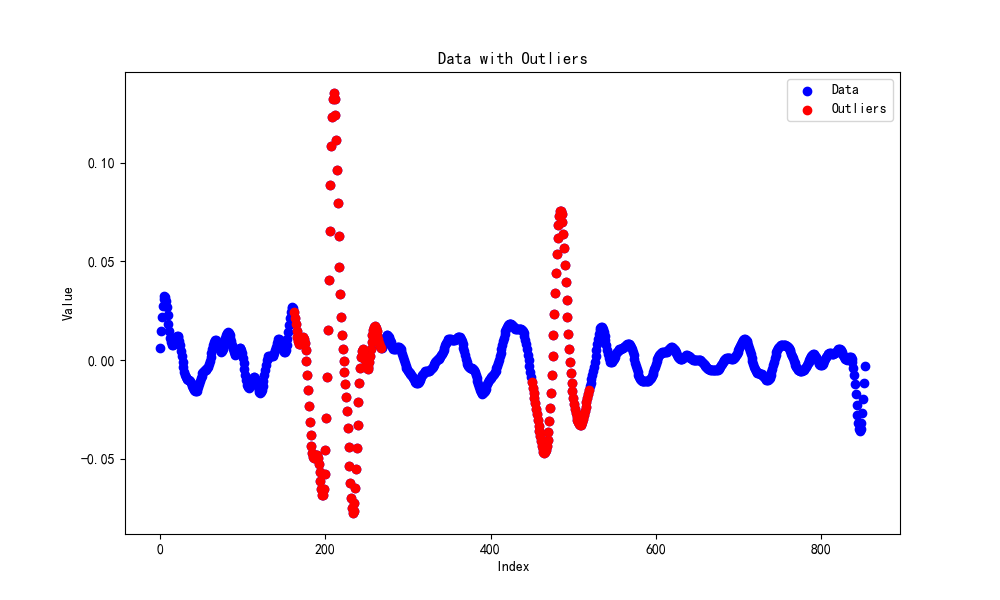 Data with Outliers
Data
Outliers
0.10
0.05
0.00
-0.05
Value
0 200 400 600 800
Index